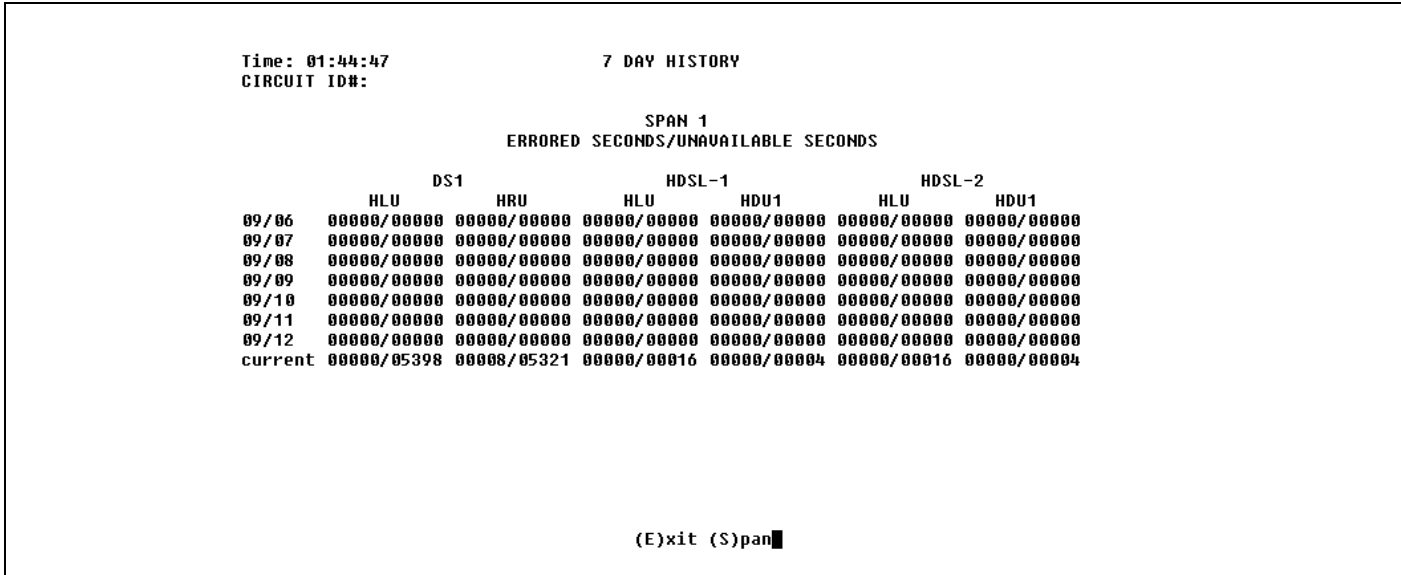 Time: 01:44:47 7 DAY HISTORY
CIRCUIT ID#:
SPAN 1
ERRORED SECONDS/UNAVAILABLE SECONDS
DS1 HDSL-1 HDSL-2
HLU HRU HLU HDU1 HLU HDU1
09/06 00000/00000 00000/00000 00000/00000 00000/00000 00000/00000 00000/00000
09/07 00000/00000 00000/00000 00000/00000 00000/00000 00000/00000 00000/00000
09/08 00000/00000 00000/00000 00000/00000 00000/00000 00000/00000 00000/00000
09/09 00000/00000 00000/00000 00000/00000 00000/00000 00000/00000 00000/00000
09/10 00000/00000 00000/00000 00000/00000 00000/00000 00000/00000 00000/00000
09/11 00000/00000 00000/00000 00000/00000 00000/00000 00000/00000 00000/00000
09/12 00000/00000 00000/00000 00000/00000 00000/00000 00000/00000 00000/00000
current 00000/05398 00008/05321 00000/00016 00000/00004 00000/00016 00000/00004
(E)xit (S)pan